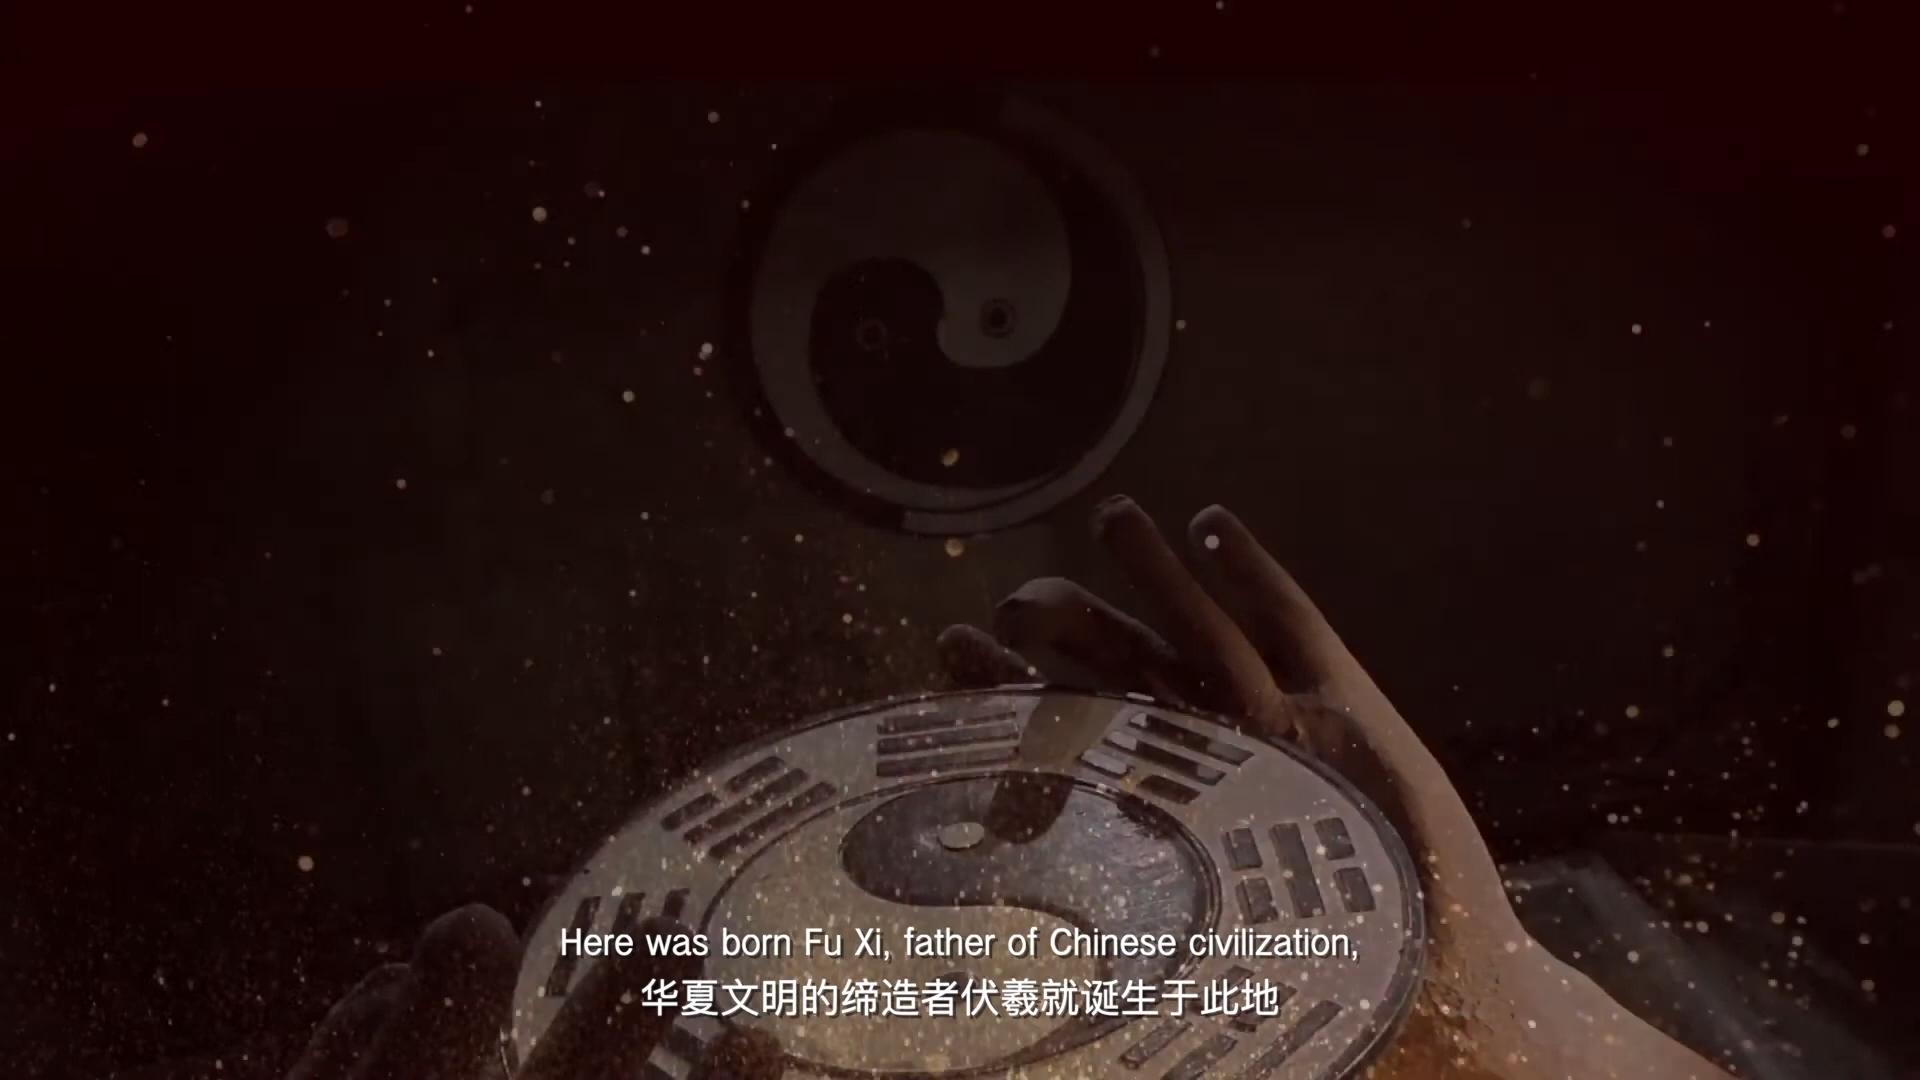 Here was born Fu Xi, father of Chinese civilization,
华夏文明的缔造者伏羲就诞生于此地